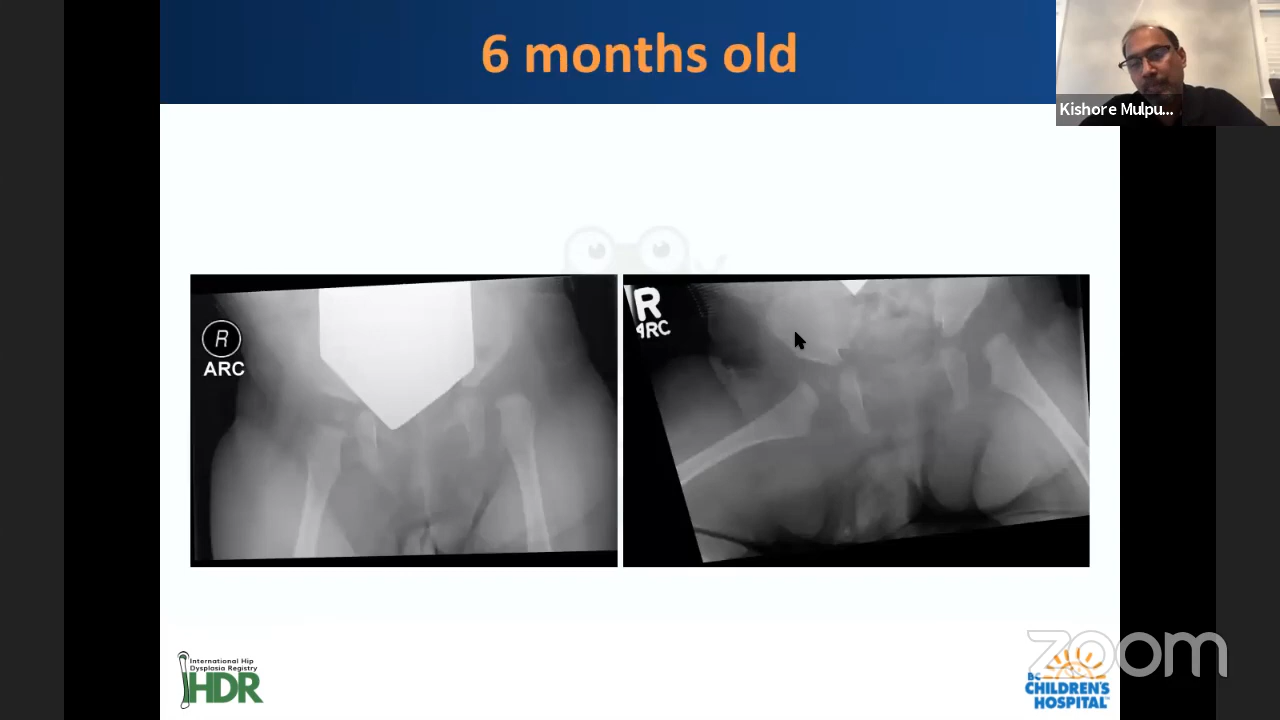 6 months old
Kishore Mulpu...
R
ARC
R
ARC
International Hip
Dysplasia Registry
IHDR
BC
CHILDREN'S
HOSPITAL
zoom